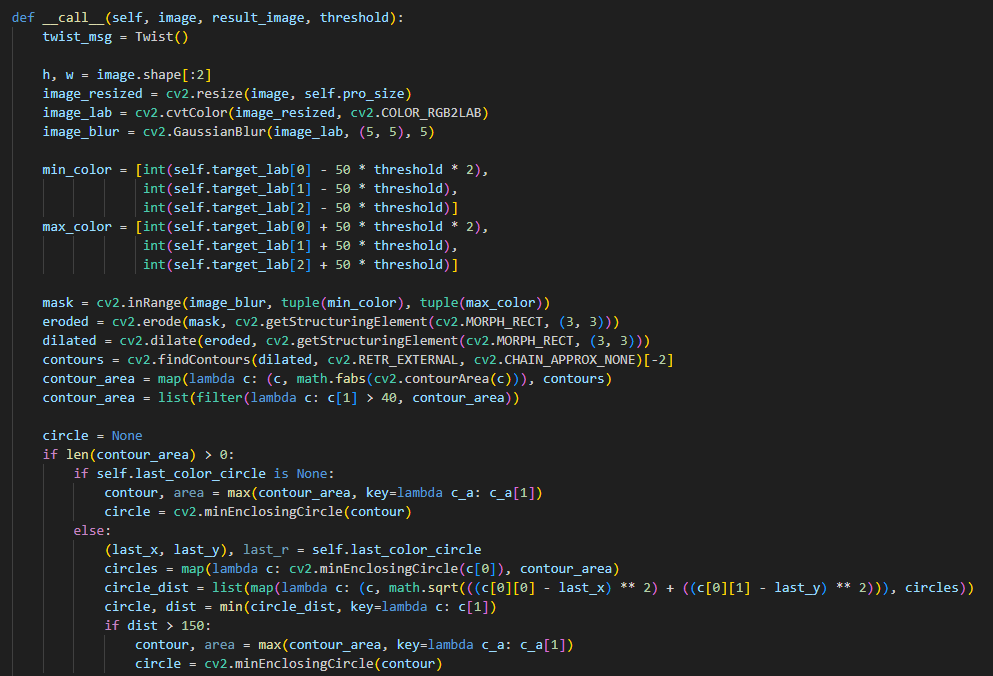 def __call__(self, image, result_image, threshold):
    twist_msg = Twist()

    h, w = image.shape[:2]
    image_resized = cv2.resize(image, self.pro_size)
    image_lab = cv2.cvtColor(image_resized, cv2.COLOR_RGB2LAB)
    image_blur = cv2.GaussianBlur(image_lab, (5, 5), 5)

    min_color = [int(self.target_lab[0] - 50 * threshold * 2),
                 int(self.target_lab[1] - 50 * threshold),
                 int(self.target_lab[2] - 50 * threshold)]
    max_color = [int(self.target_lab[0] + 50 * threshold * 2),
                 int(self.target_lab[1] + 50 * threshold),
                 int(self.target_lab[2] + 50 * threshold)]

    mask = cv2.inRange(image_blur, tuple(min_color), tuple(max_color))
    eroded = cv2.erode(mask, cv2.getStructuringElement(cv2.MORPH_RECT, (3, 3)))
    dilated = cv2.dilate(eroded, cv2.getStructuringElement(cv2.MORPH_RECT, (3, 3)))
    contours = cv2.findContours(dilated, cv2.RETR_EXTERNAL, cv2.CHAIN_APPROX_NONE)[-2]
    contour_area = map(lambda c: (c, math.fabs(cv2.contourArea(c))), contours)
    contour_area = list(filter(lambda c: c[1] > 40, contour_area))

    circle = None
    if len(contour_area) > 0:
        if self.last_color_circle is None:
            contour, area = max(contour_area, key=lambda c_a: c_a[1])
            circle = cv2.minEnclosingCircle(contour)
        else:
            (last_x, last_y), last_r = self.last_color_circle
            circles = map(lambda c: cv2.minEnclosingCircle(c[0]), contour_area)
            circle_dist = list(map(lambda c: (c, math.sqrt(((c[0][0] - last_x) ** 2) + ((c[0][1] - last_y) ** 2))), circles))
            circle, dist = min(circle_dist, key=lambda c: c[1])
            if dist > 150:
                contour, area = max(contour_area, key=lambda c_a: c_a[1])
                circle = cv2.minEnclosingCircle(contour)